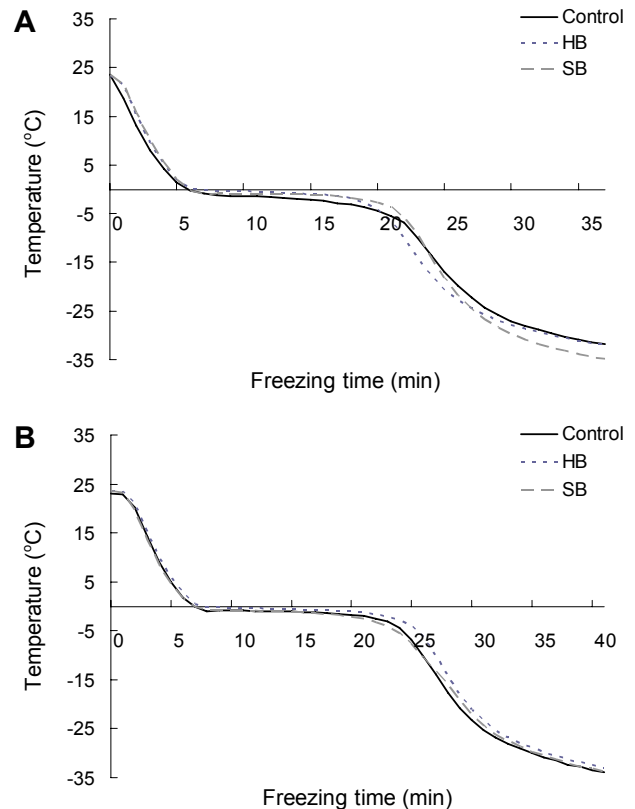 A
Control
HB
SB
35
25
15
5
-5
-15
-25
-35
Temperature (°C)
0 5 10 15 20 25 30 35
Freezing time (min)
B
Control
HB
SB
35
25
15
5
-5
-15
-25
-35
Temperature (°C)
0 5 10 15 20 25 30 35 40
Freezing time (min)